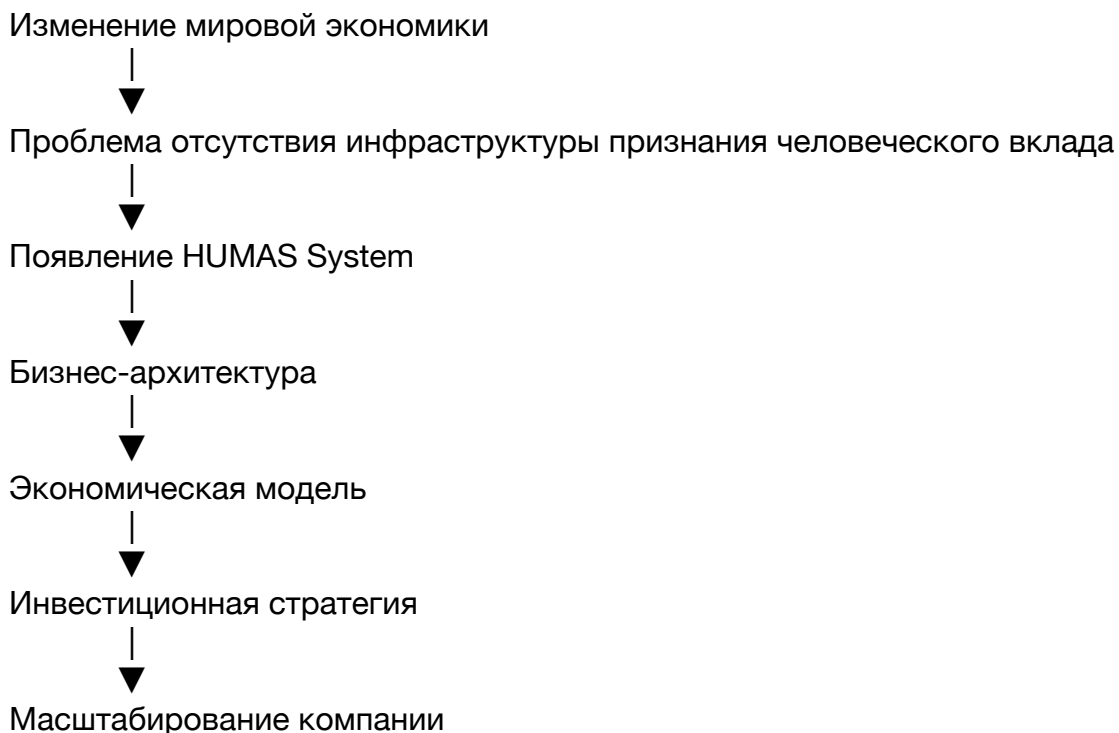 Изменение мировой экономики
Проблема отсутствия инфраструктуры признания человеческого вклада
Появление HUMAS System
Бизнес-архитектура
Экономическая модель
Инвестиционная стратегия
Масштабирование компании